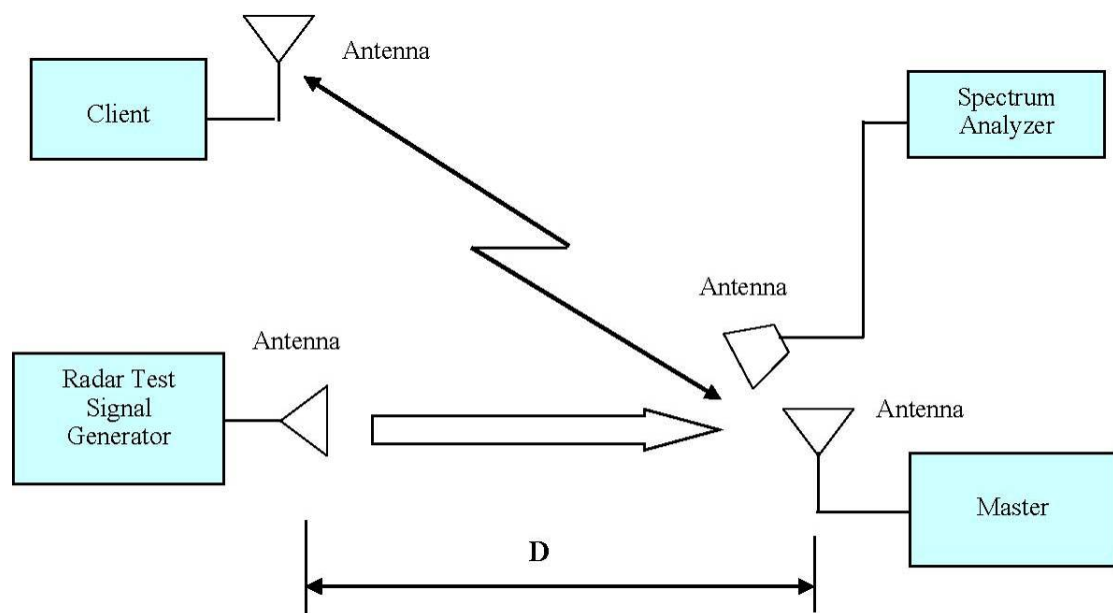 Antenna
Client
Spectrum
Analyzer
Antenna
Antenna
Radar Test
Signal
Generator
Antenna
Master
D